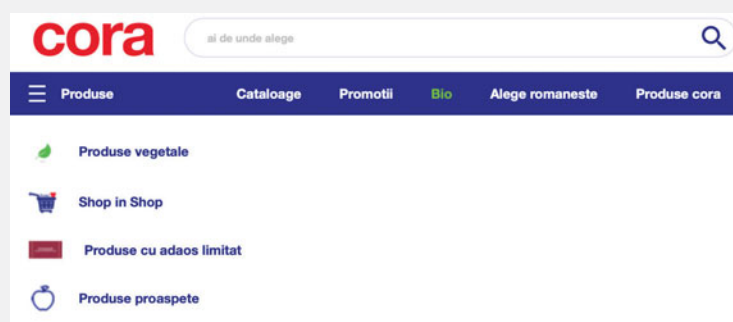 cora
ai de unde alege
Produse Cataloage Promotii Bio Alege romaneste Produse cora
Produse vegetale
Shop in Shop
Produse cu adaos limitat
Produse proaspete